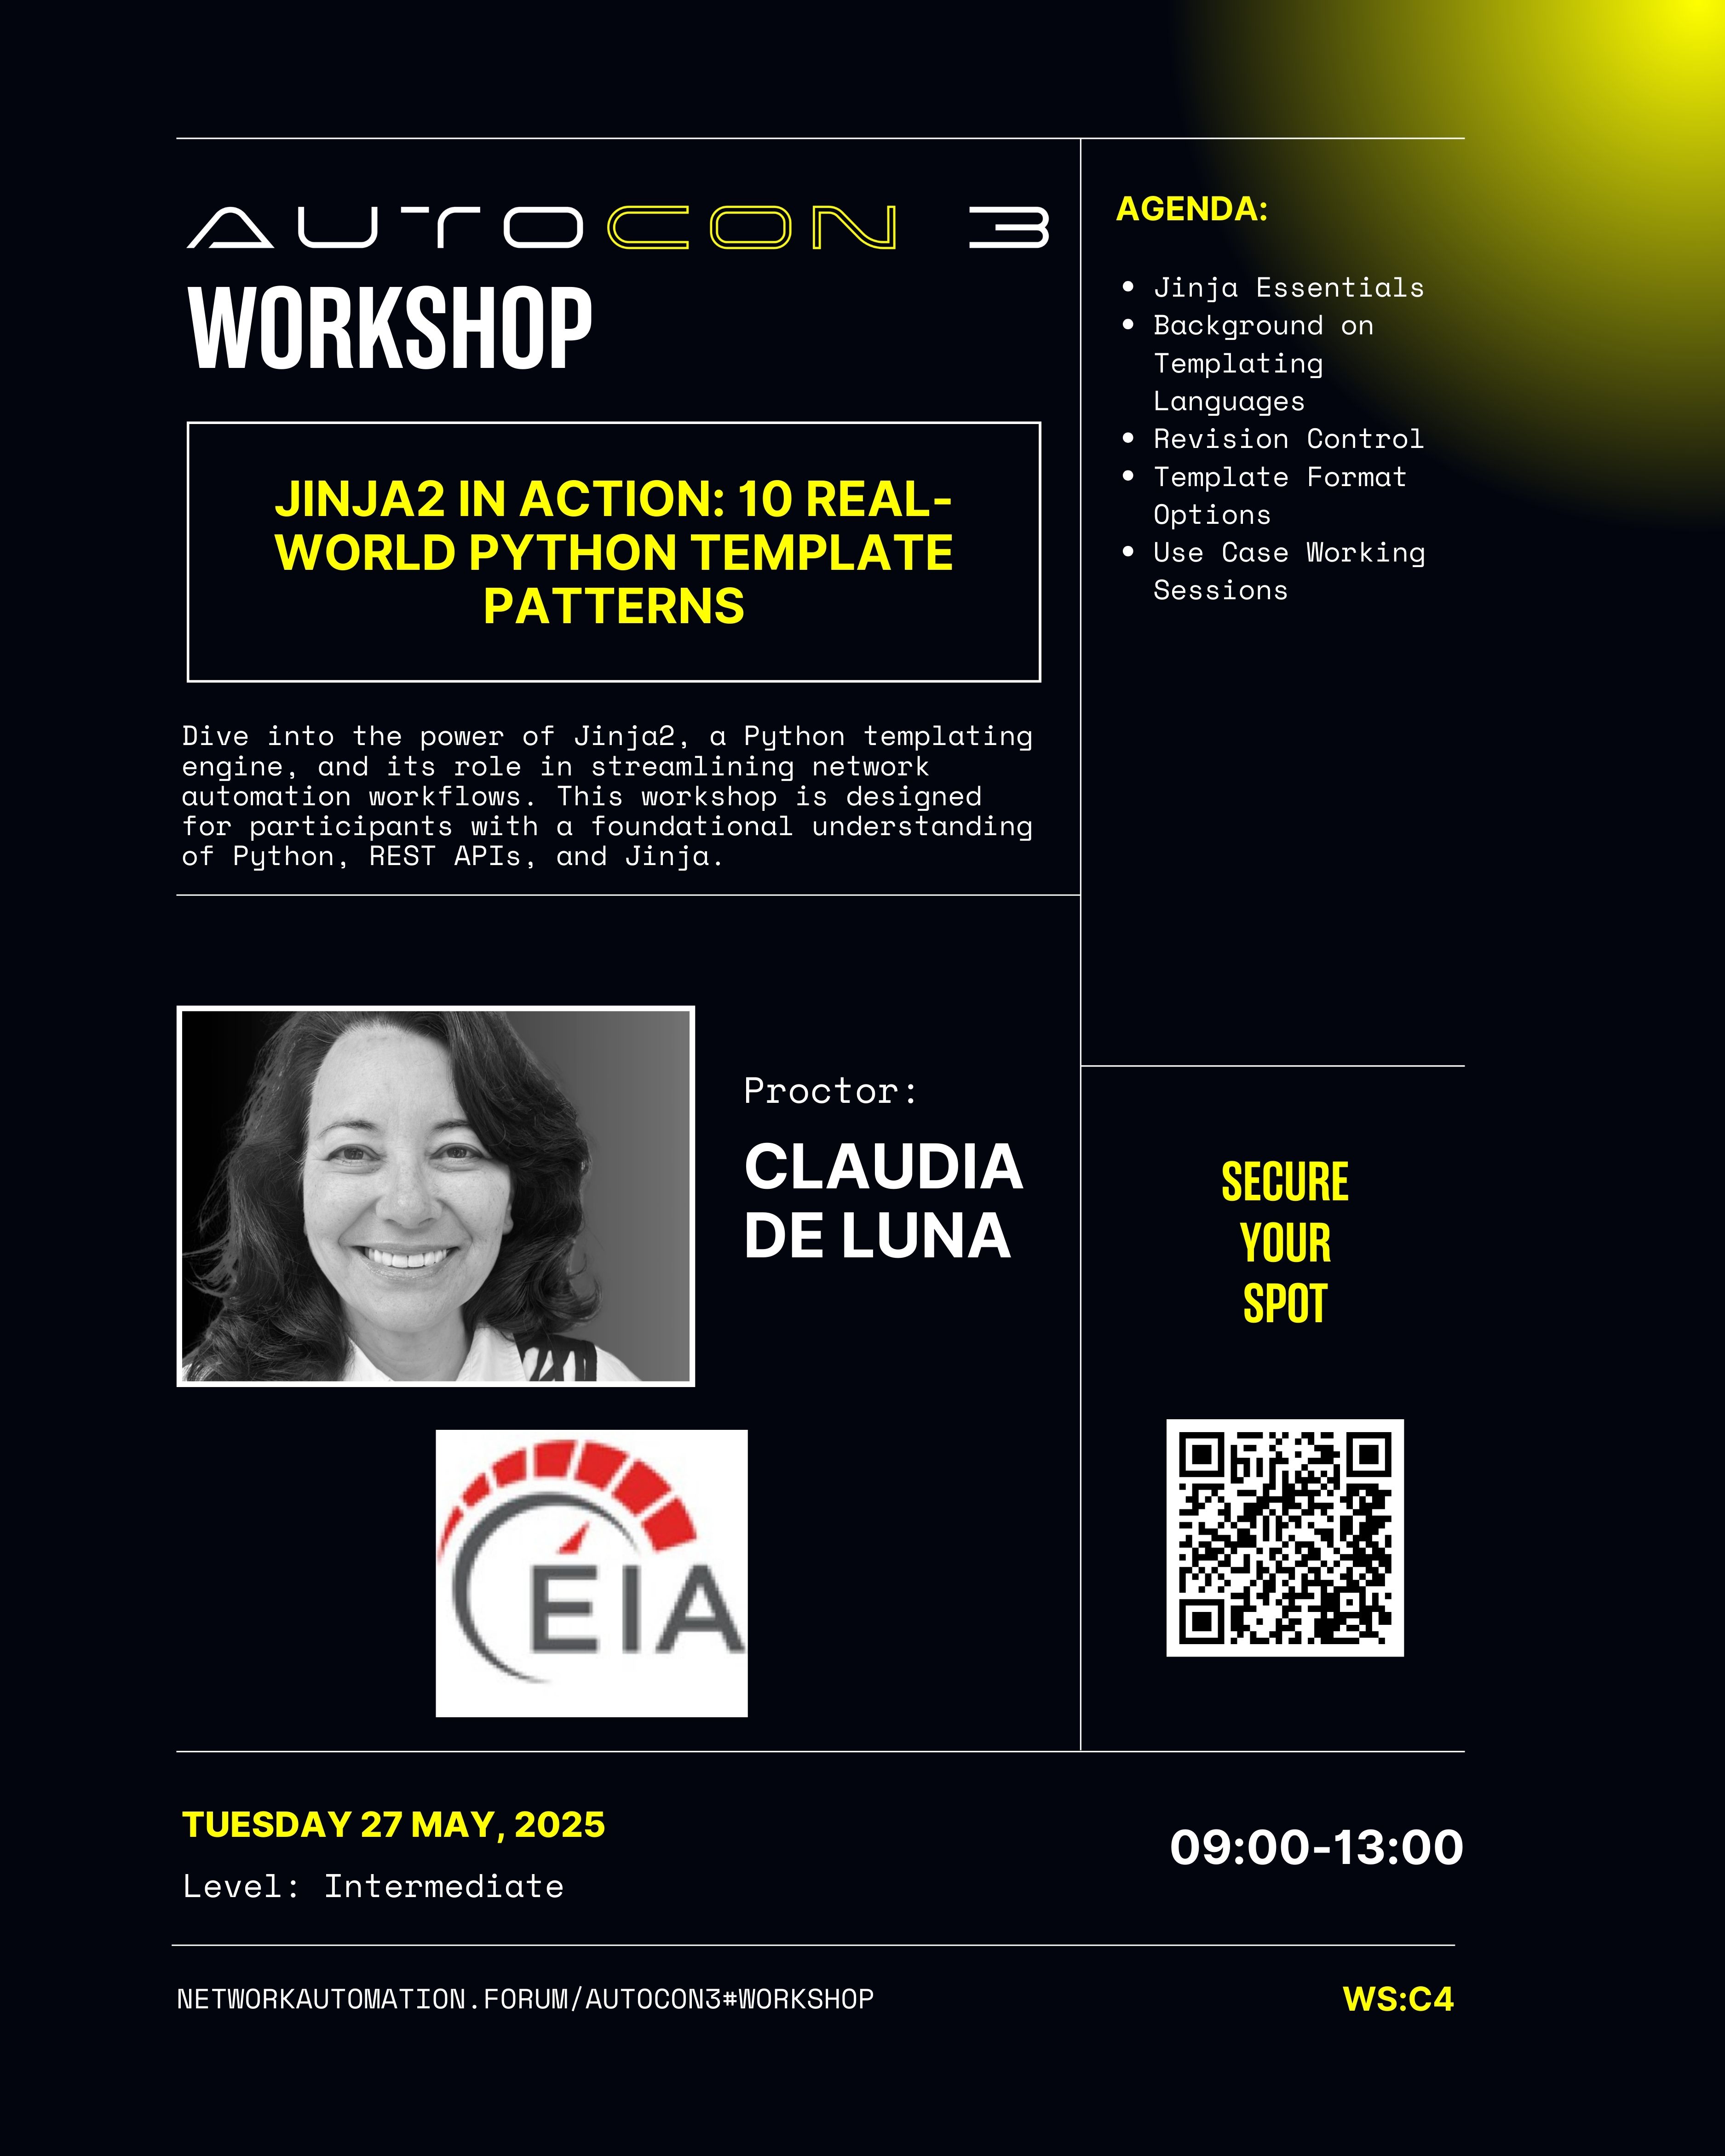 AUTOCON 3
WORKSHOP
JINJA2 IN ACTION: 10 REAL-
WORLD PYTHON TEMPLATE
PATTERNS
Dive into the power of Jinja2, a Python templating
engine, and its role in streamlining network
automation workflows. This workshop is designed
for participants with a foundational understanding
of Python, REST APIs, and Jinja.
AGENDA:
Jinja Essentials
Background on
Templating
Languages
Revision Control
Template Format
Options
Use Case Working
Sessions
Proctor:
CLAUDIA
DE LUNA
ÉIA
SECURE
YOUR
SPOT
TUESDAY 27 MAY, 2025
Level: Intermediate
09:00-13:00
NETWORKAUTOMATION.FORUM/AUTOCON3#WORKSHOP
WS:C4